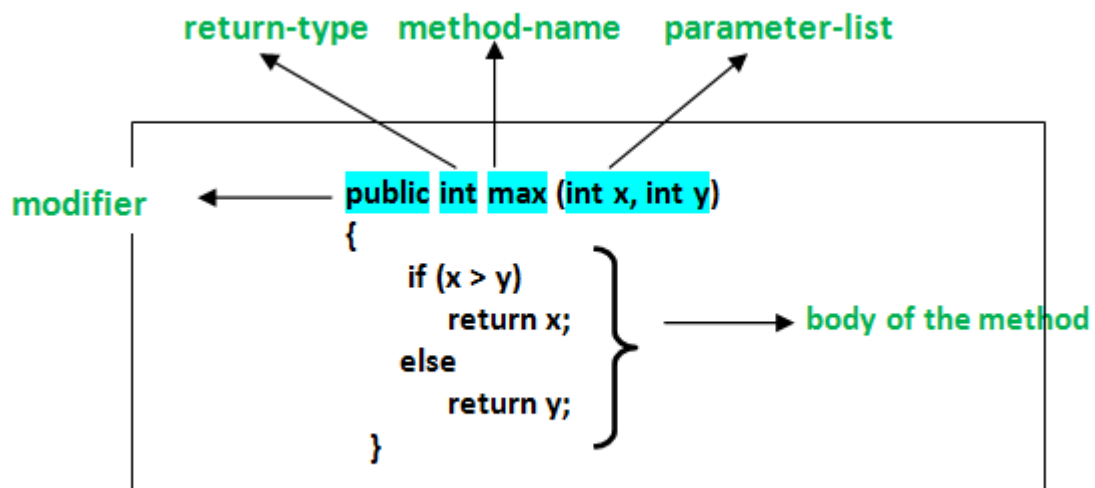 return-type method-name parameter-list
modifier
public int max (int x, int y)
{
if (x > y)
return x;
else
return y;
}
body of the method